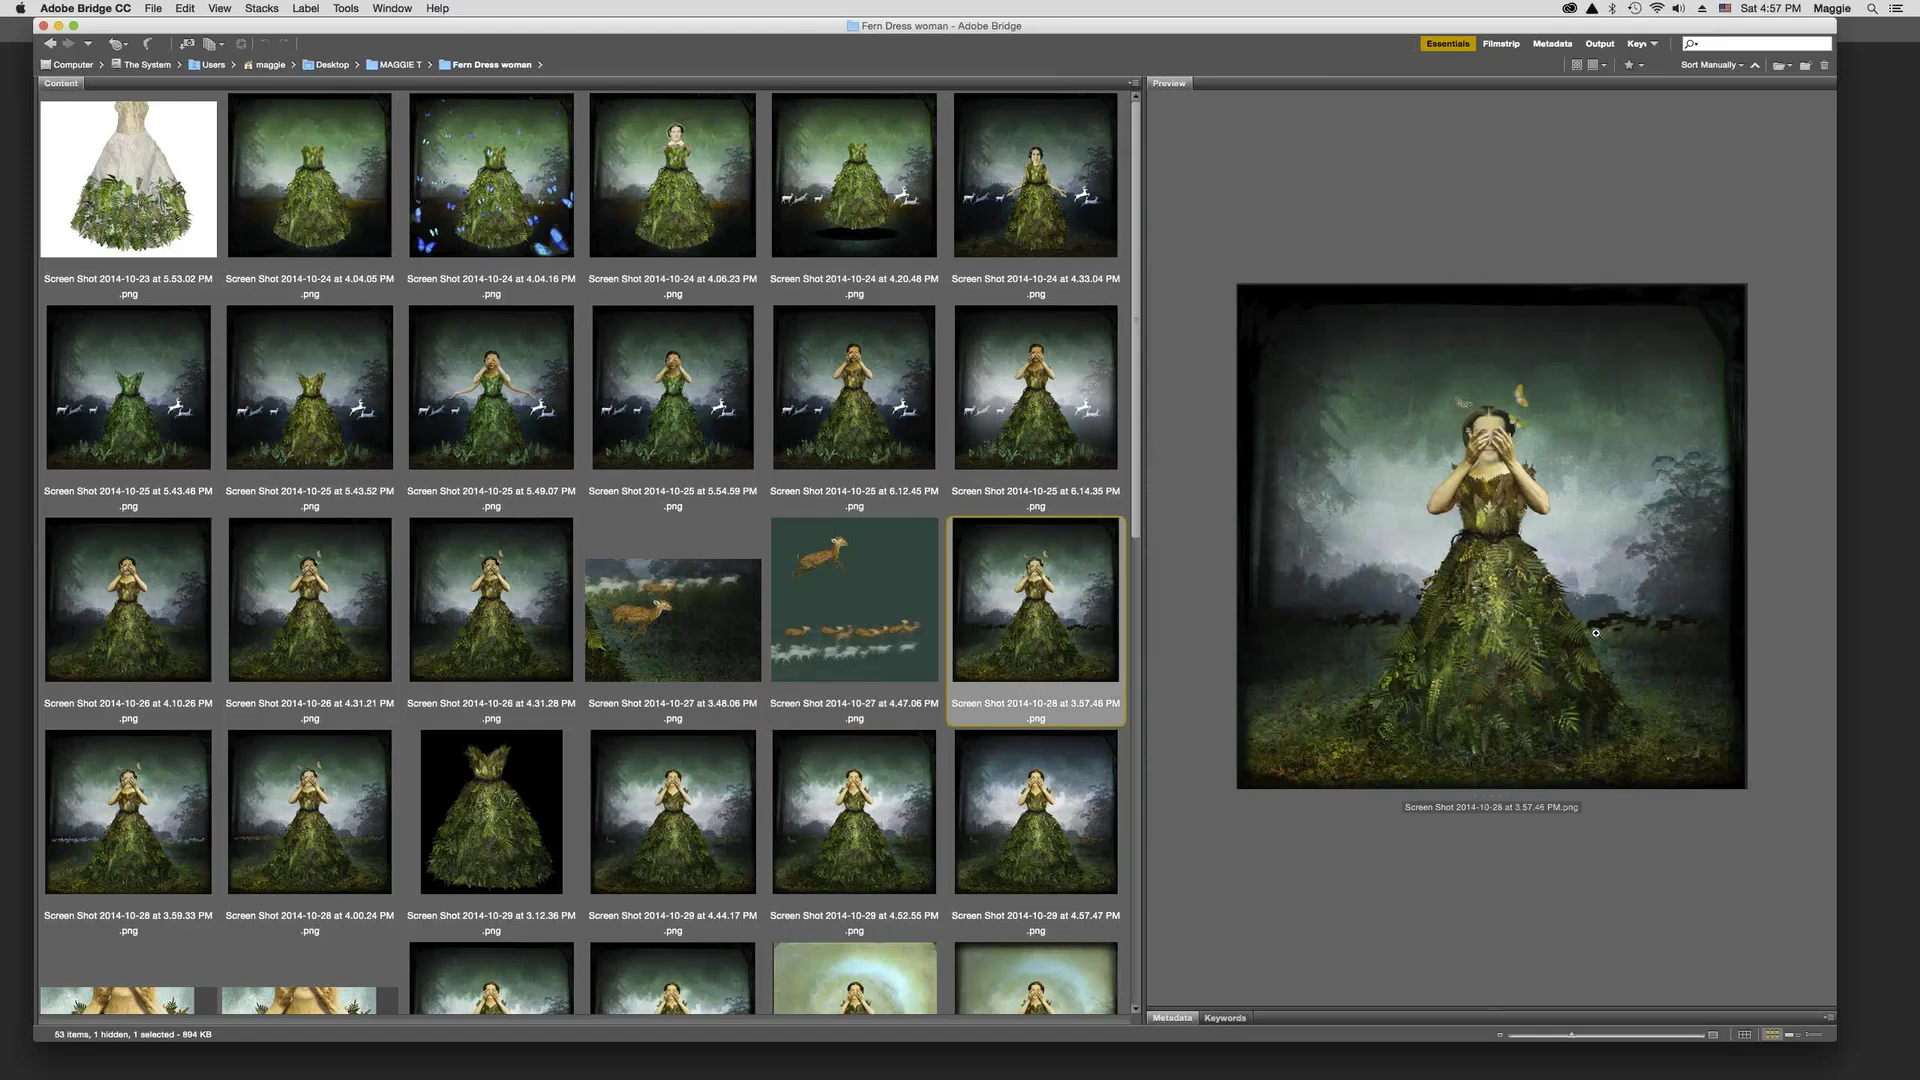 Adobe Bridge CC File Edit View Stacks Label Tools Window Help Sat 4:57 PM Maggie
Fern Dress woman - Adobe Bridge
Essentials Filmstrip Metadata Output Keyv
Computer The System Users maggie Desktop MAGGIE T Fern Dress woman Sort Manually
Content Preview
Screen Shot 2014-10-23 at 5.53.02 PM Screen Shot 2014-10-24 at 4.04.05 PM Screen Shot 2014-10-24 at 4.04.16 PM Screen Shot 2014-10-24 at 4.06.23 PM Screen Shot 2014-10-24 at 4.20.48 PM Screen Shot 2014-10-24 at 4.33.04 PM
.png .png .png .png .png .png
Screen Shot 2014-10-25 at 5.43.46 PM Screen Shot 2014-10-25 at 5.43.52 PM Screen Shot 2014-10-25 at 5.49.07 PM Screen Shot 2014-10-25 at 5.54.59 PM Screen Shot 2014-10-25 at 6.12.45 PM Screen Shot 2014-10-25 at 6.14.35 PM
.png .png .png .png .png .png
Screen Shot 2014-10-26 at 4.10.26 PM Screen Shot 2014-10-26 at 4.31.21 PM Screen Shot 2014-10-26 at 4.31.28 PM Screen Shot 2014-10-27 at 3.48.06 PM Screen Shot 2014-10-27 at 4.47.06 PM Screen Shot 2014-10-28 at 3.57.46 PM
.png .png .png .png .png .png
Screen Shot 2014-10-28 at 3.57.46 PM.png
Screen Shot 2014-10-28 at 3.59.33 PM Screen Shot 2014-10-28 at 4.00.24 PM Screen Shot 2014-10-29 at 3.12.36 PM Screen Shot 2014-10-29 at 4.44.17 PM Screen Shot 2014-10-29 at 4.52.55 PM Screen Shot 2014-10-29 at 4.57.47 PM
.png .png .png .png .png .png
Metadata Keywords
53 items, 1 hidden, 1 selected - 894 KB